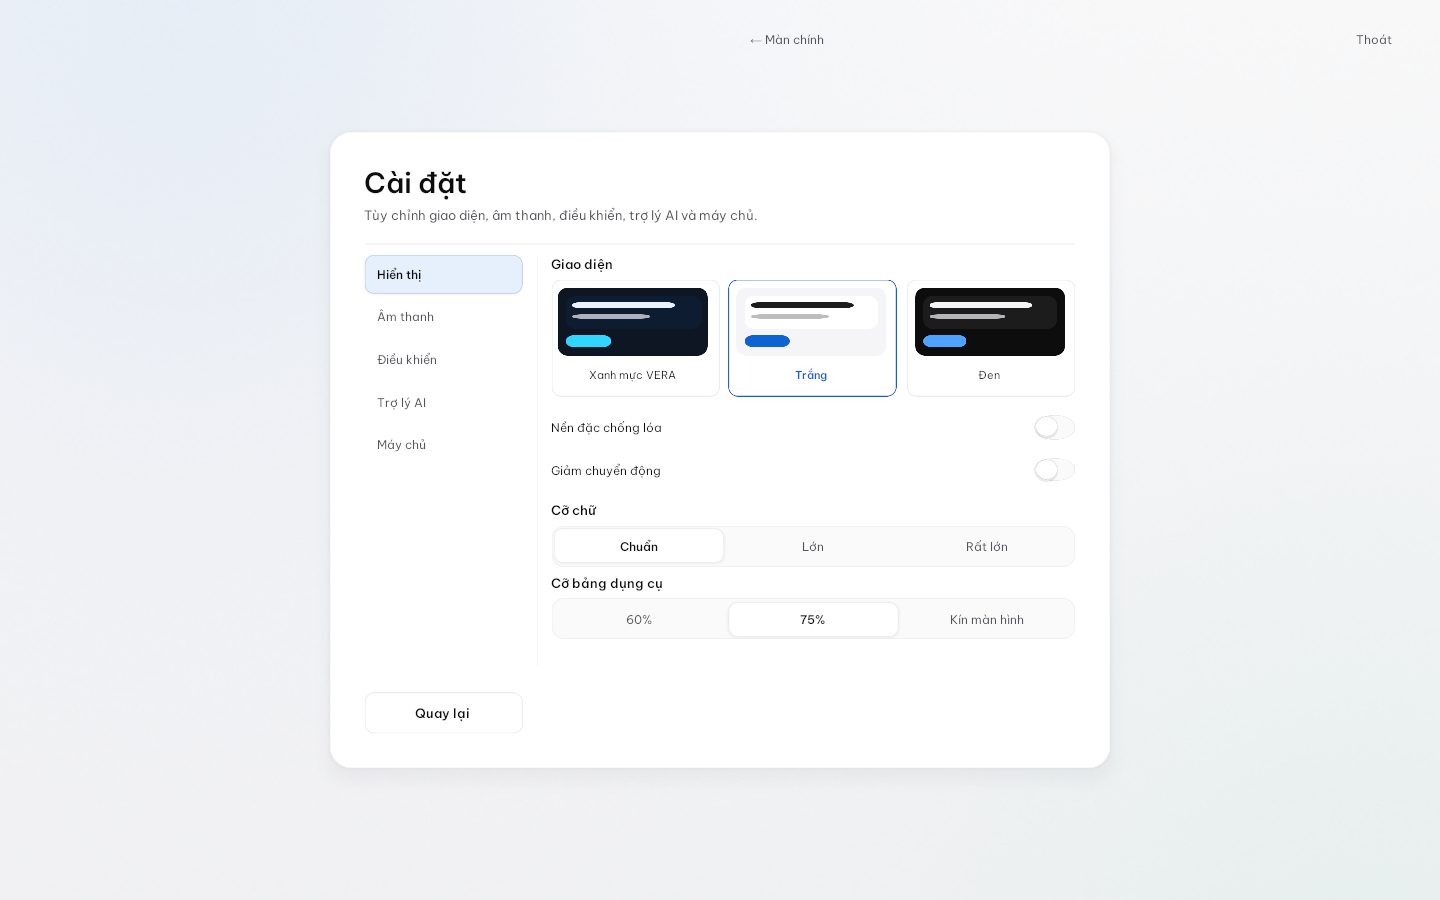 ← Màn chính
Thoát
Cài đặt
Tùy chỉnh giao diện, âm thanh, điều khiển, trợ lý AI và máy chủ.
Hiển thị
Âm thanh
Điều khiển
Trợ lý AI
Máy chủ
Giao diện
Xanh mực VERA
Trắng
Đen
Nền đặc chống lóa
Giảm chuyển động
Cỡ chữ
Chuẩn
Lớn
Rất lớn
Cỡ bảng dụng cụ
60%
75%
Kín màn hình
Quay lại